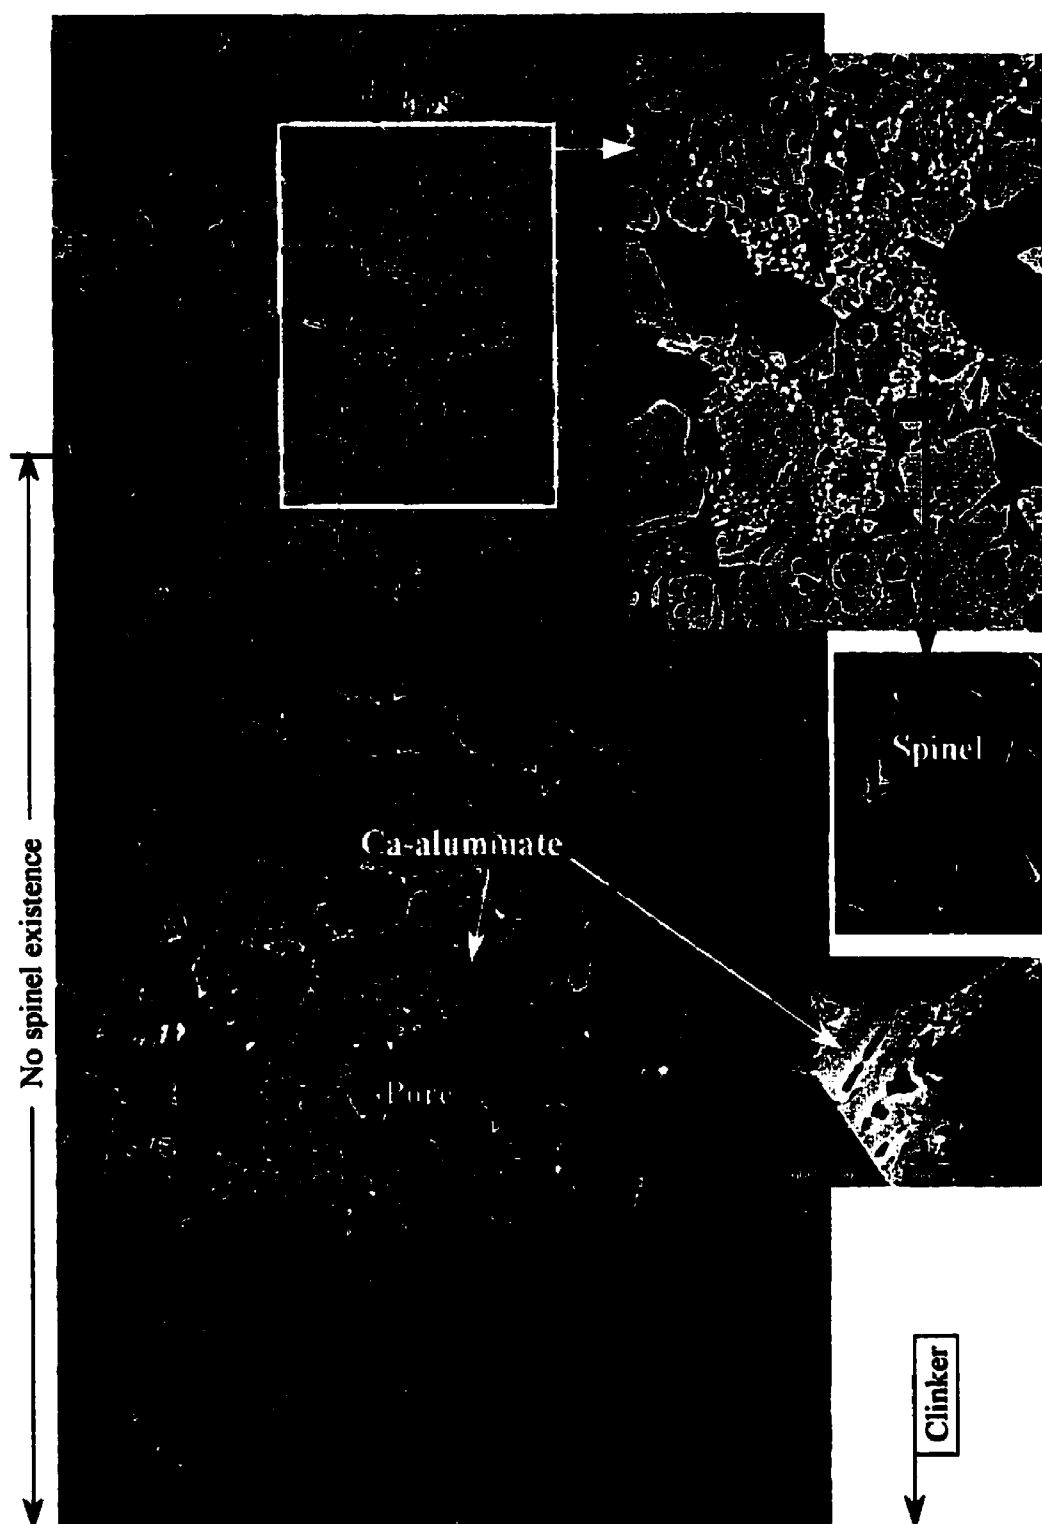 Spinel
Ca-aluminate
Pore
No spinel existence
Clinker